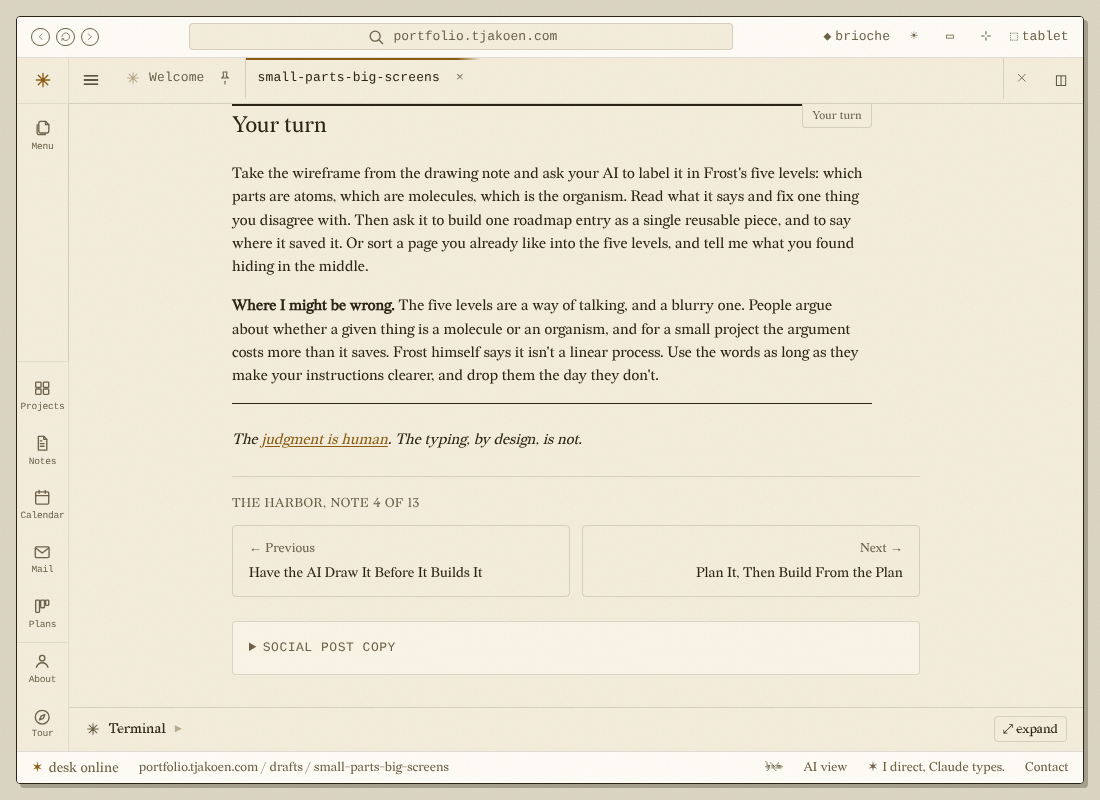 portfolio.tjakoen.com
brioche
tablet
Welcome
small-parts-big-screens
Menu
Projects
Notes
Calendar
Mail
Plans
About
Tour
Your turn
Your turn
Take the wireframe from the drawing note and ask your AI to label it in Frost's five levels: which
parts are atoms, which are molecules, which is the organism. Read what it says and fix one thing
you disagree with. Then ask it to build one roadmap entry as a single reusable piece, and to say
where it saved it. Or sort a page you already like into the five levels, and tell me what you found
hiding in the middle.
Where I might be wrong. The five levels are a way of talking, and a blurry one. People argue
about whether a given thing is a molecule or an organism, and for a small project the argument
costs more than it saves. Frost himself says it isn't a linear process. Use the words as long as they
make your instructions clearer, and drop them the day they don't.
The judgment is human. The typing, by design, is not.
THE HARBOR, NOTE 4 OF 13
← Previous
Have the AI Draw It Before It Builds It
Next →
Plan It, Then Build From the Plan
SOCIAL POST COPY
Terminal
expand
desk online
portfolio.tjakoen.com / drafts / small-parts-big-screens
AI view
I direct, Claude types.
Contact